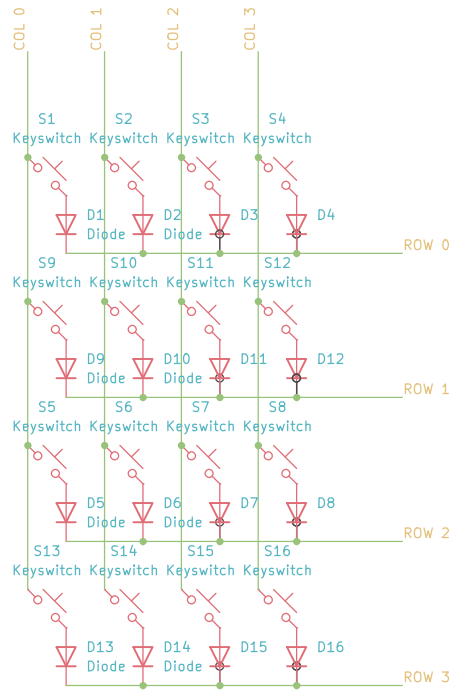 COL 0 COL 1 COL 2 COL 3
S1 S2 S3 S4
Keyswitch Keyswitch Keyswitch Keyswitch
D1 D2 D3 D4
Diode Diode
ROW 0
S9 S10 S11 S12
Keyswitch Keyswitch Keyswitch Keyswitch
D9 D10 D11 D12
Diode Diode
ROW 1
S5 S6 S7 S8
Keyswitch Keyswitch Keyswitch Keyswitch
D5 D6 D7 D8
Diode Diode
ROW 2
S13 S14 S15 S16
Keyswitch Keyswitch Keyswitch Keyswitch
D13 D14 D15 D16
Diode Diode
ROW 3